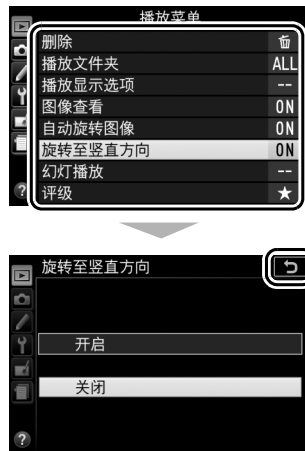 播放菜单
删除
播放文件夹 ALL
播放显示选项 --
图像查看 ON
自动旋转图像 ON
旋转至竖直方向 ON
幻灯播放 --
评级 ★
?
旋转至竖直方向
开启
关闭
?